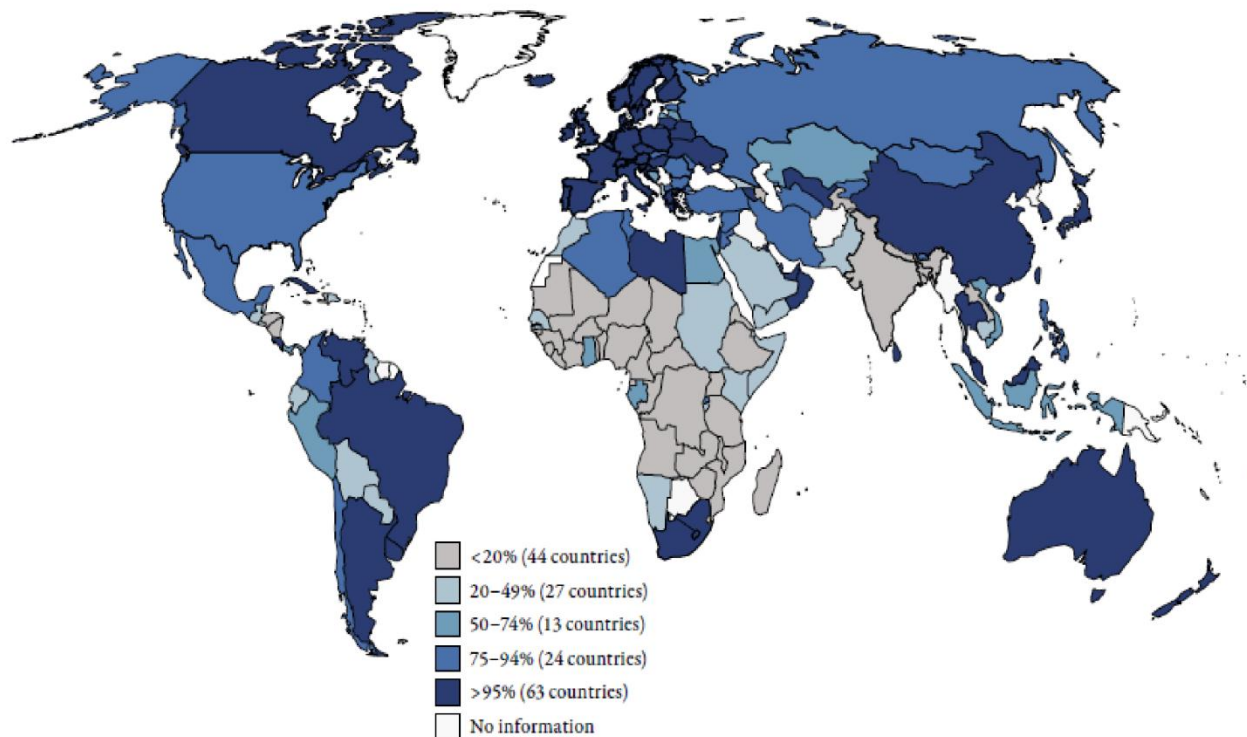 <20% (44 countries)
20–49% (27 countries)
50–74% (13 countries)
75–94% (24 countries)
>95% (63 countries)
No information